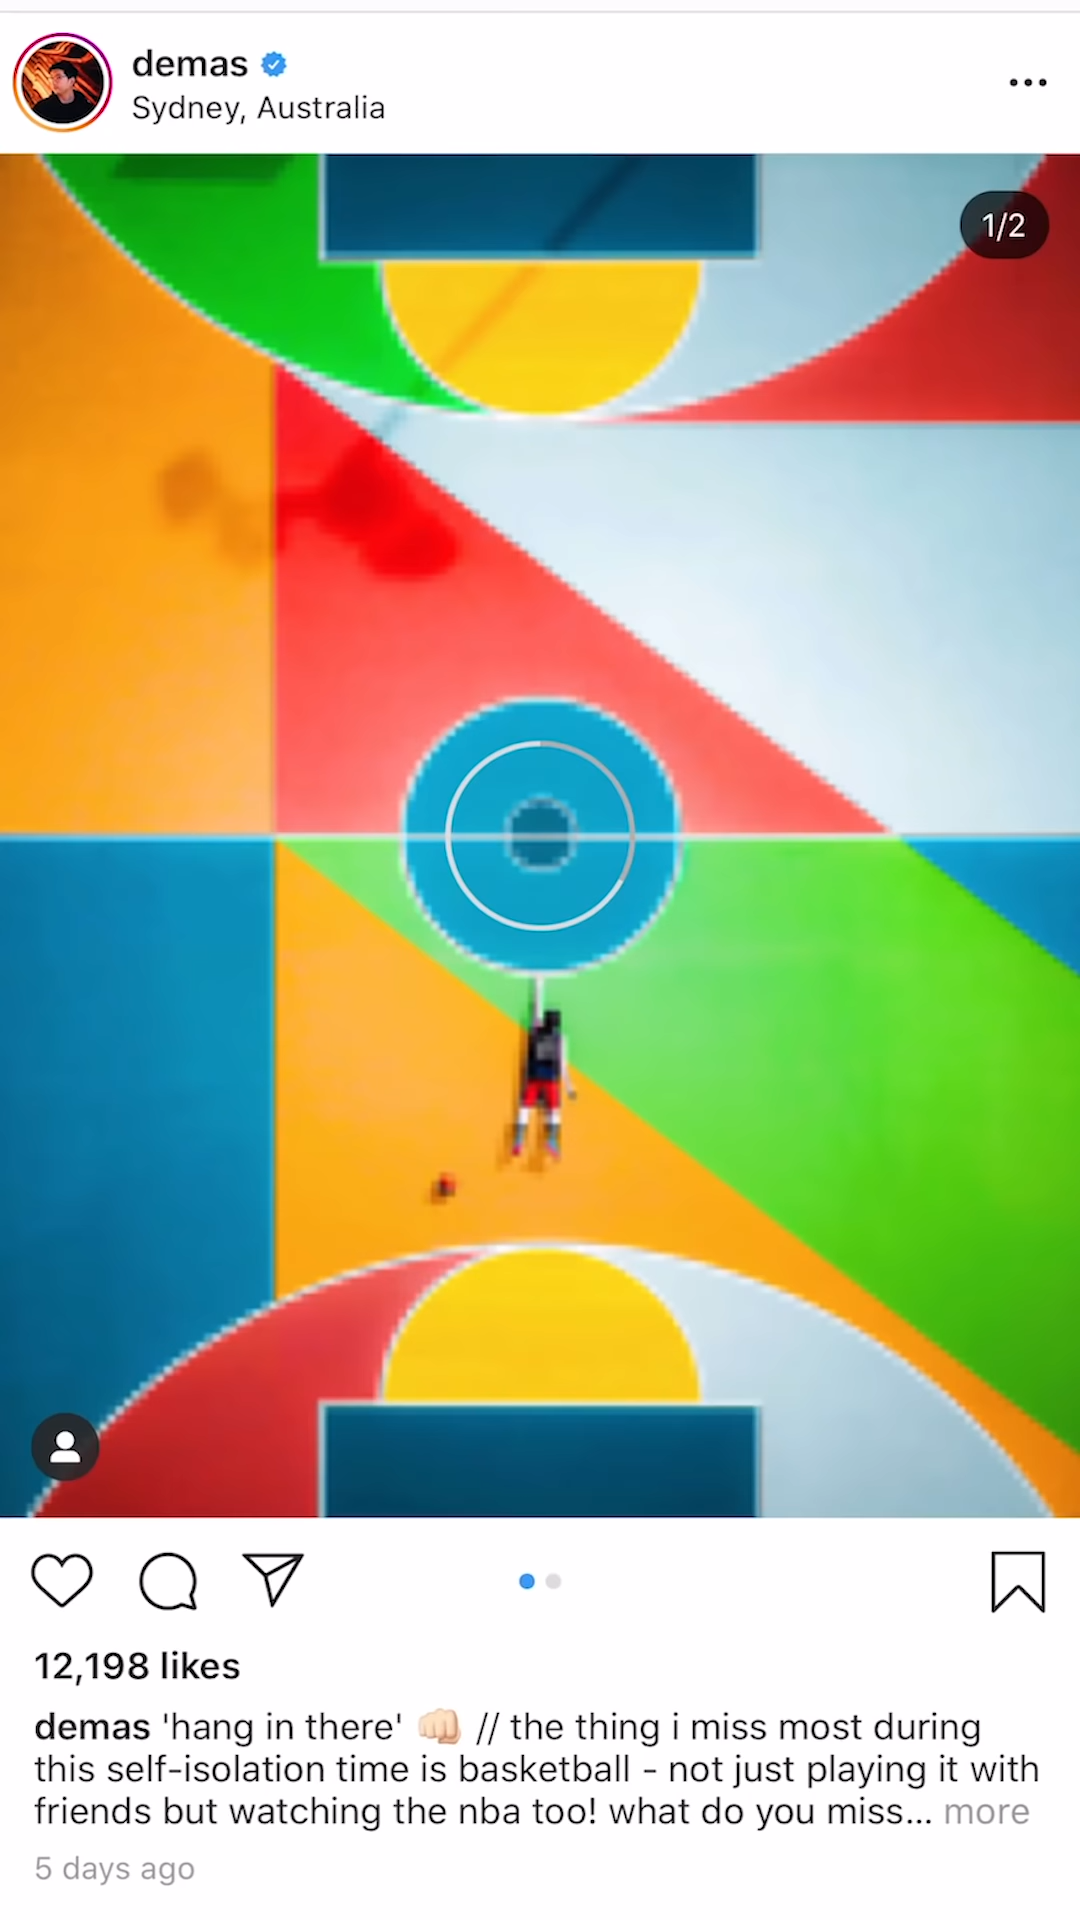 demas
Sydney, Australia
1/2
12,198 likes
demas 'hang in there' 👊🏻 // the thing i miss most during
this self-isolation time is basketball - not just playing it with
friends but watching the nba too! what do you miss... more
5 days ago